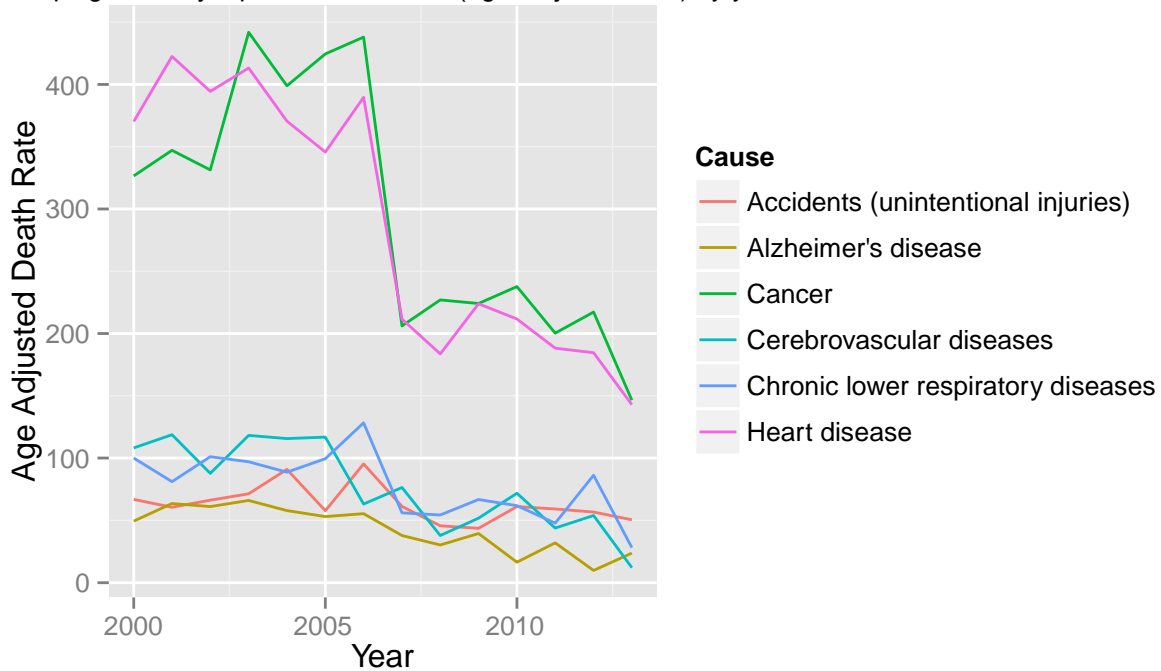 Age Adjusted Death Rate
400
300
200
100
0
2000
2005
2010
Year
Cause
Accidents (unintentional injuries)
Alzheimer's disease
Cancer
Cerebrovascular diseases
Chronic lower respiratory diseases
Heart disease